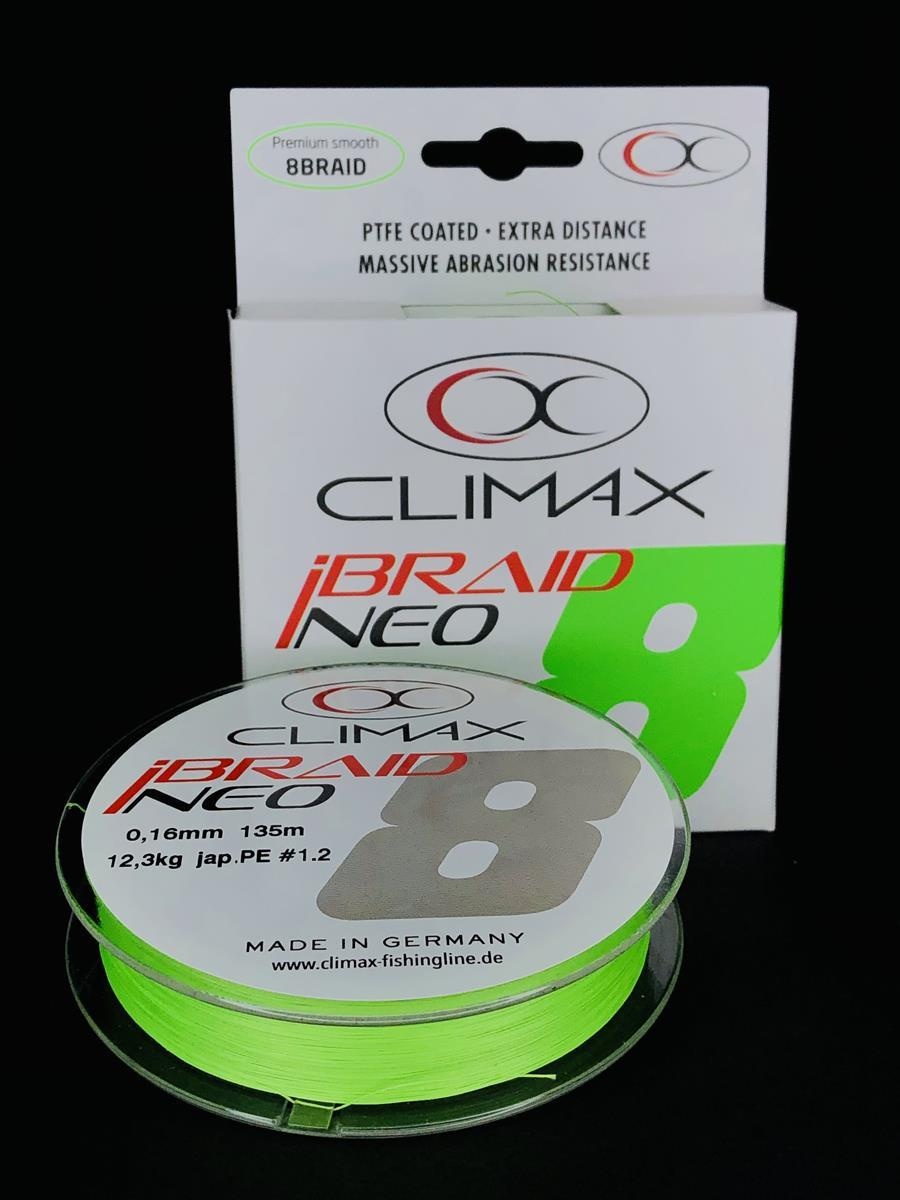 Premium smooth
8BRAID
PTFE COATED · EXTRA DISTANCE
MASSIVE ABRASION RESISTANCE
CLIMAX
iBRAID
NEO
8
CLIMAX
iBRAID
NEO
8
0,16mm 135m
12,3kg jap.PE #1.2
MADE IN GERMANY
www.climax-fishingline.de